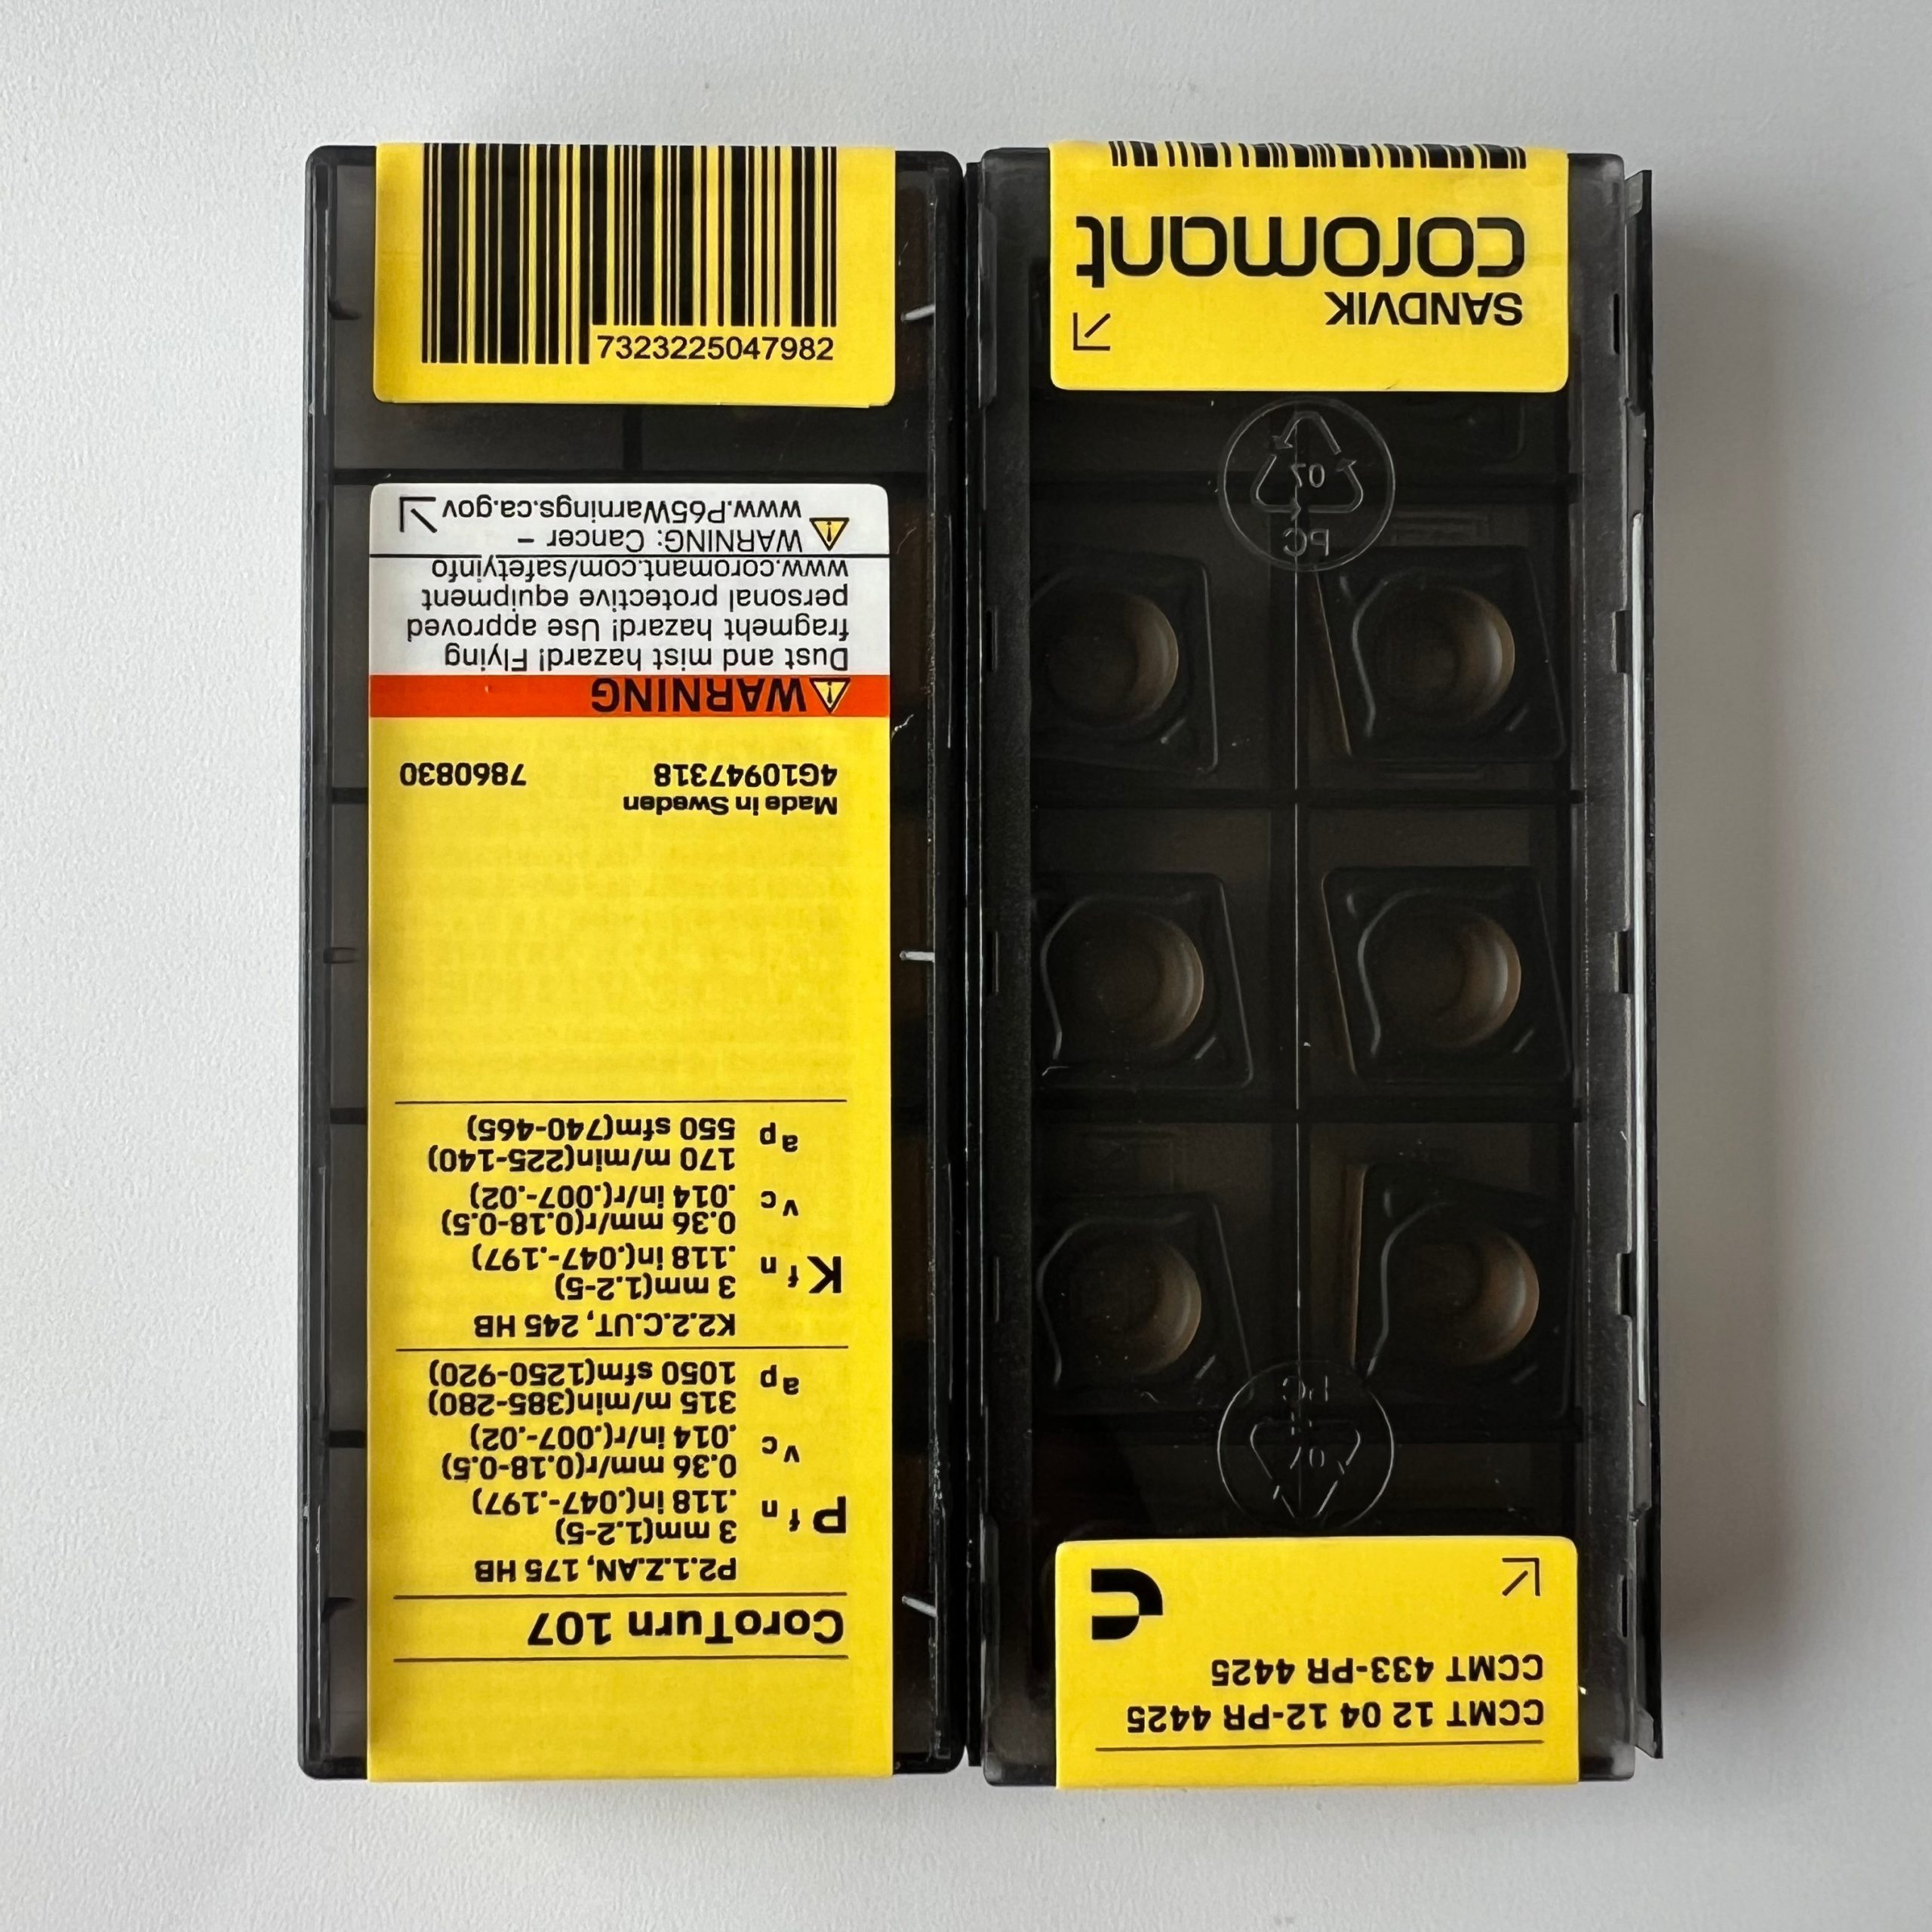 7323225047982
CoroTurn 107
P2.1.Z.AN, 175 HB
P
f n
v c
a p
3 mm(1.2-5)
.118 in(.047-.197)
0.36 mm/r(0.18-0.5)
.014 in/r(.007-.02)
315 m/min(385-280)
1050 sfm(1250-920)
K2.2.C.UT, 245 HB
K
f n
v c
a p
3 mm(1.2-5)
.118 in(.047-.197)
0.36 mm/r(0.18-0.5)
.014 in/r(.007-.02)
170 m/min(225-140)
550 sfm(740-465)
Made in Sweden
4G10947318 7860830
WARNING
Dust and mist hazard! Flying
fragment hazard! Use approved
personal protective equipment
www.coromant.com/safetyinfo
WARNING: Cancer –
www.P65Warnings.ca.gov
CCMT 12 04 12-PR 4425
CCMT 433-PR 4425
PC
07
07
PC
SANDVIK
coromant